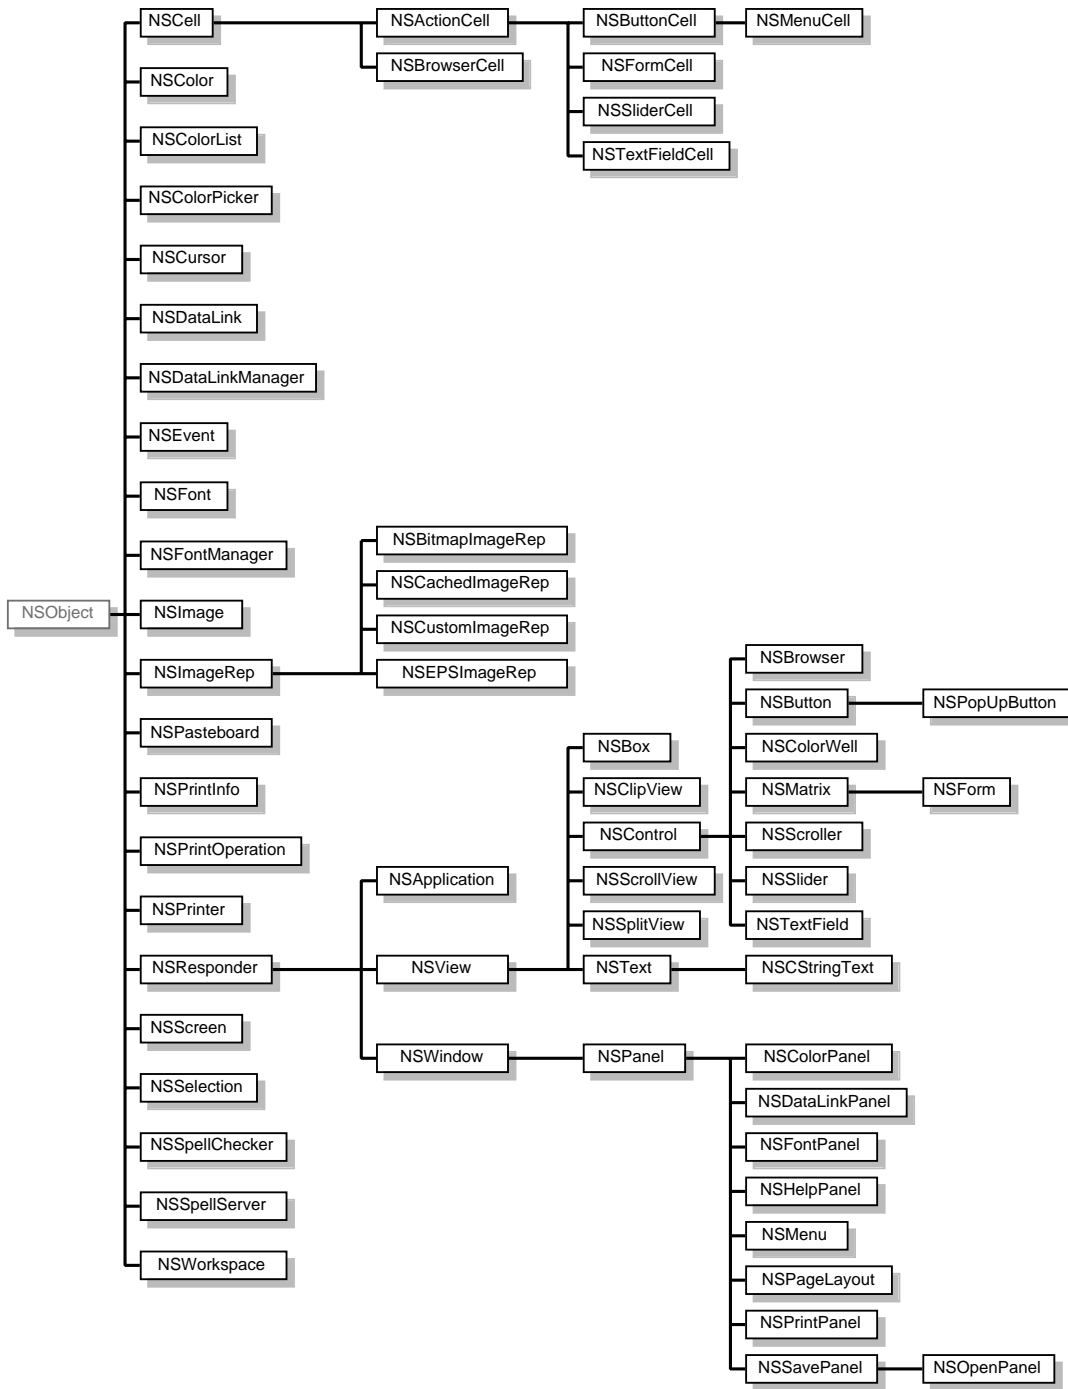 NSCell
NSActionCell
NSButtonCell
NSMenuCell
NSBrowserCell
NSFormCell
NSColor
NSSliderCell
NSColorList
NSTextFieldCell
NSColorPicker
NSCursor
NSDataLink
NSDataLinkManager
NSEvent
NSFont
NSFontManager
NSBitmapImageRep
NSCachedImageRep
NSObject
NSImage
NSCustomImageRep
NSImageRep
NSEPSImageRep
NSBrowser
NSButton
NSPopUpButton
NSPasteboard
NSBox
NSColorWell
NSPrintInfo
NSClipView
NSMatrix
NSForm
NSPrintOperation
NSControl
NSScroller
NSApplication
NSScrollView
NSSlider
NSPrinter
NSSplitView
NSTextField
NSResponder
NSView
NSText
NSCStringText
NSScreen
NSWindow
NSPanel
NSColorPanel
NSSelection
NSDataLinkPanel
NSSpellChecker
NSFontPanel
NSSpellServer
NSHelpPanel
NSMenu
NSWorkspace
NSPageLayout
NSPrintPanel
NSSavePanel
NSOpenPanel